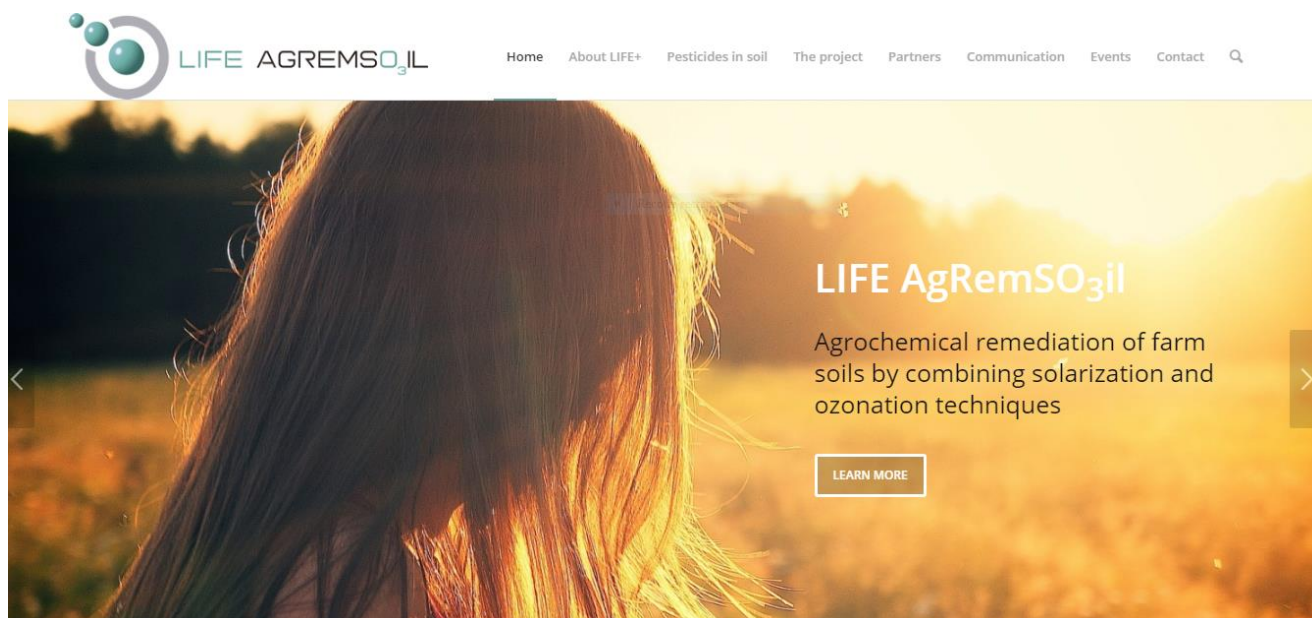 LIFE AGREMSO₃IL
Home About LIFE+ Pesticides in soil The project Partners Communication Events Contact
LIFE AgRemSO₃il
Agrochemical remediation of farm
soils by combining solarization and
ozonation techniques
LEARN MORE